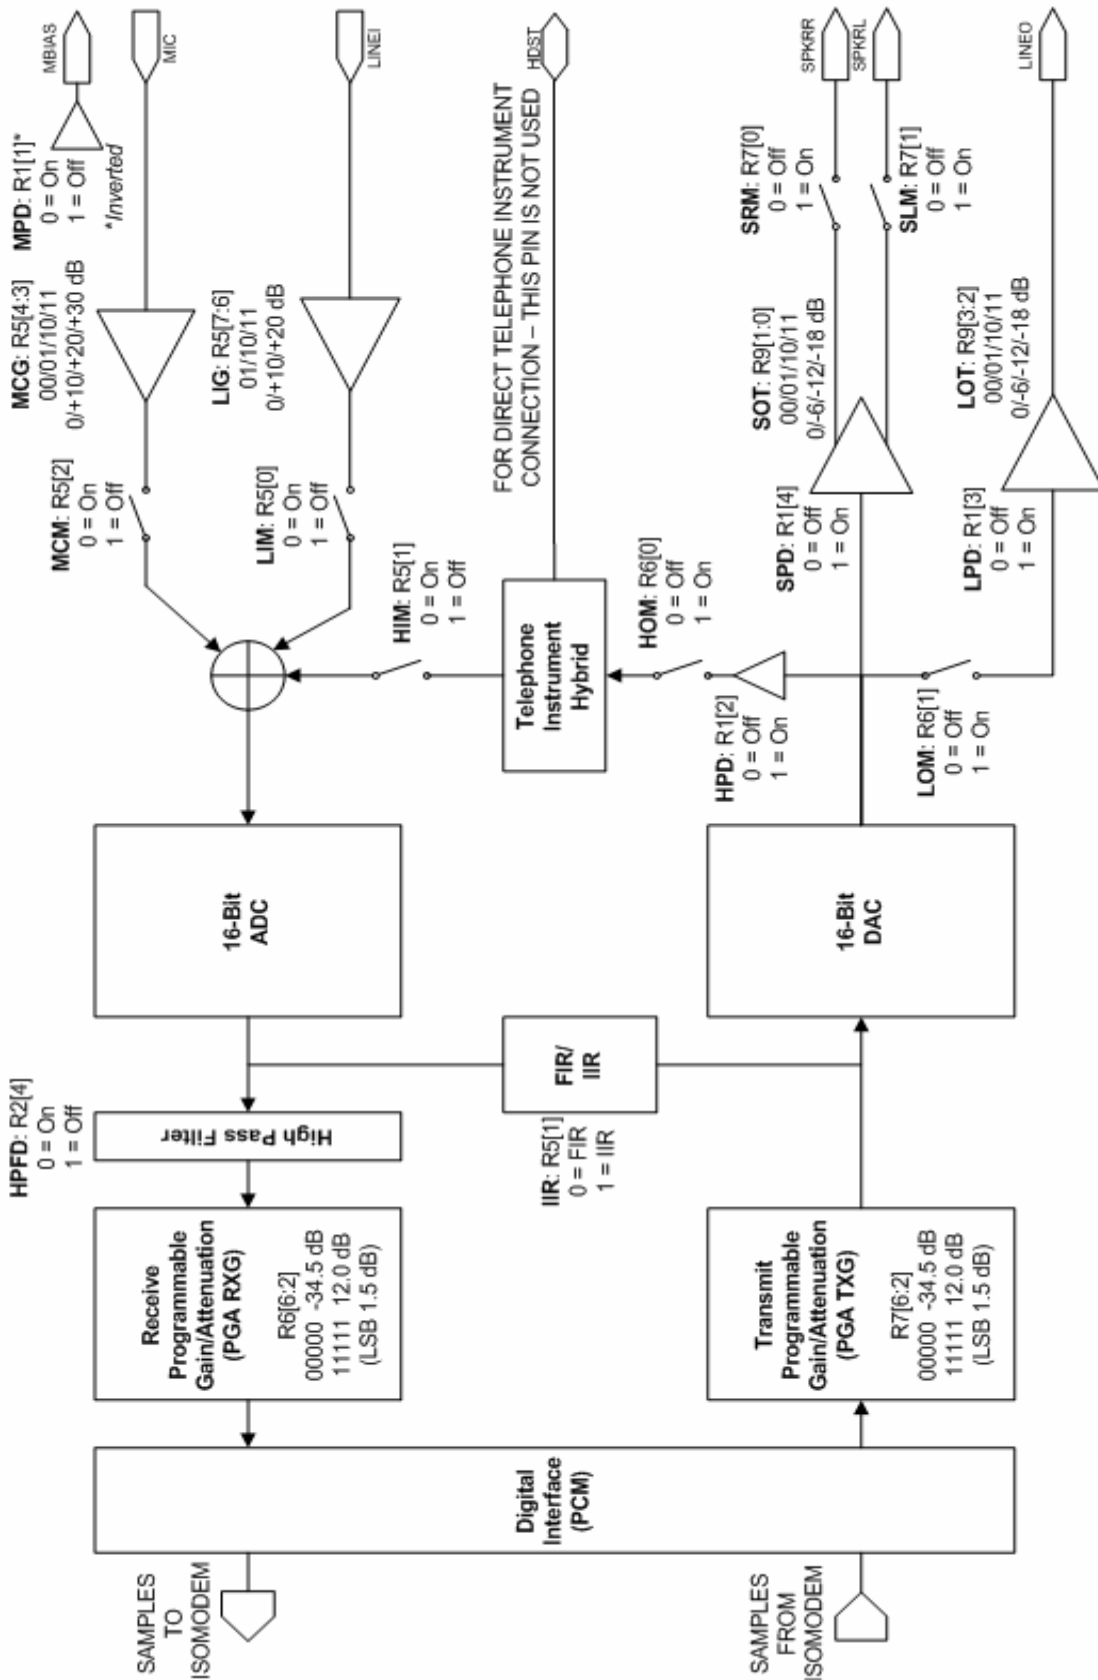 SAMPLES
TO
ISOMODEM
SAMPLES
FROM
ISOMODEM
Digital
Interface
(PCM)
Receive
Programmable
Gain/Attenuation
(PGA RXG)
R6[6:2]
00000 -34.5 dB
11111 12.0 dB
(LSB 1.5 dB)
Transmit
Programmable
Gain/Attenuation
(PGA TXG)
R7[6:2]
00000 -34.5 dB
11111 12.0 dB
(LSB 1.5 dB)
HPFD: R2[4]
0 = On
1 = Off
High Pass Filter
IIR: R5[1]
0 = FIR
1 = IIR
FIR/
IIR
16-Bit
ADC
16-Bit
DAC
MCM: R5[2]
0 = On
1 = Off
LIM: R5[0]
0 = On
1 = Off
HIM: R5[1]
0 = On
1 = Off
Telephone
Instrument
Hybrid
HOM: R6[0]
0 = Off
1 = On
HPD: R1[2]
0 = Off
1 = On
LOM: R6[1]
0 = Off
1 = On
SPD: R1[4]
0 = Off
1 = On
LPD: R1[3]
0 = Off
1 = On
MCG: R5[4:3]
00/01/10/11
0/+10/+20/+30 dB
LIG: R5[7:6]
01/10/11
0/+10/+20 dB
FOR DIRECT TELEPHONE INSTRUMENT
CONNECTION – THIS PIN IS NOT USED
SOT: R9[1:0]
00/01/10/11
0/-6/-12/-18 dB
LOT: R9[3:2]
00/01/10/11
0/-6/-12/-18 dB
MPD: R1[1]*
0 = On
1 = Off
*Inverted
SRM: R7[0]
0 = Off
1 = On
SLM: R7[1]
0 = Off
1 = On
MBIAS
MIC
LINEI
HDST
SPKRR
SPKRL
LINEO